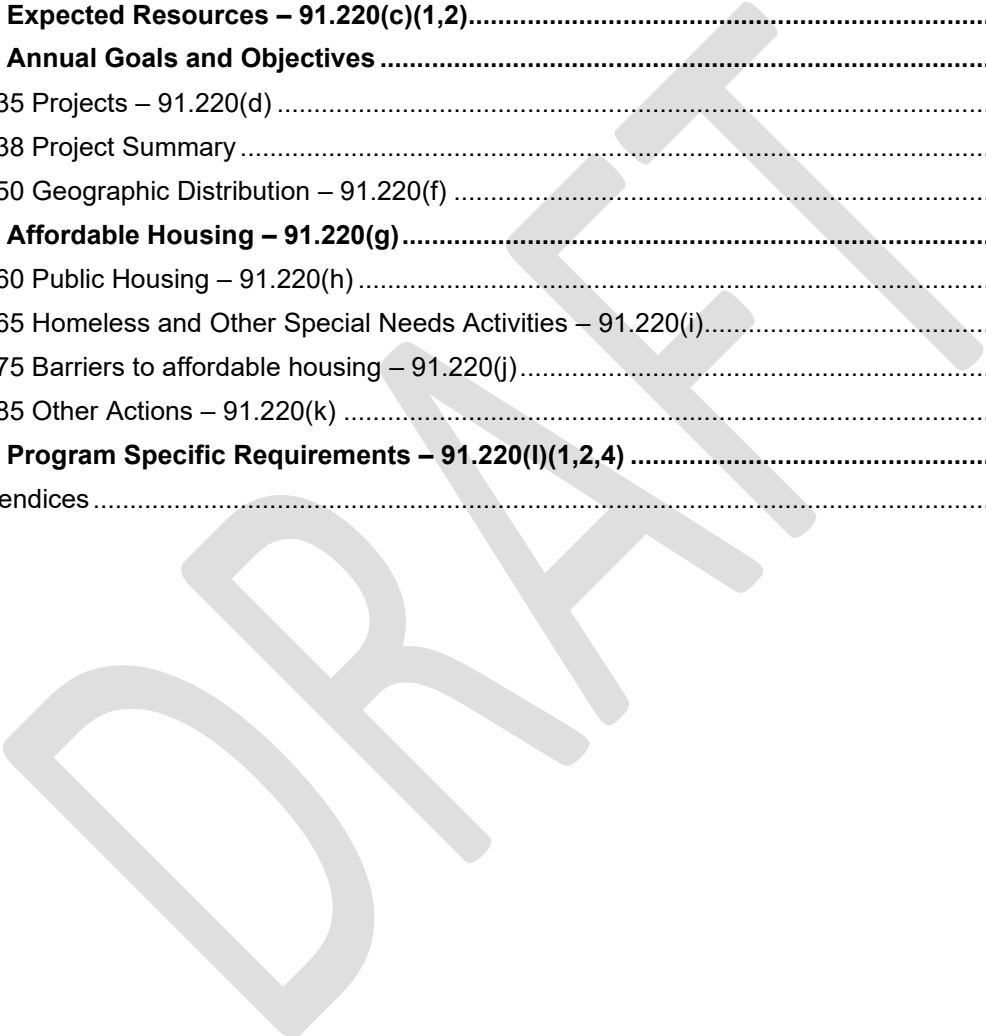 Expected Resources – 91.220(c)(1,2)..........................................................................
Annual Goals and Objectives .......................................................................................
35 Projects – 91.220(d) ...................................................................................................
38 Project Summary .........................................................................................................
50 Geographic Distribution – 91.220(f) ..........................................................................
Affordable Housing – 91.220(g)...................................................................................
60 Public Housing – 91.220(h) ........................................................................................
65 Homeless and Other Special Needs Activities – 91.220(i).......................................
75 Barriers to affordable housing – 91.220(j)..................................................................
85 Other Actions – 91.220(k) ..........................................................................................
Program Specific Requirements – 91.220(l)(1,2,4) ..................................................
endices .............................................................................................................................
DRAFT